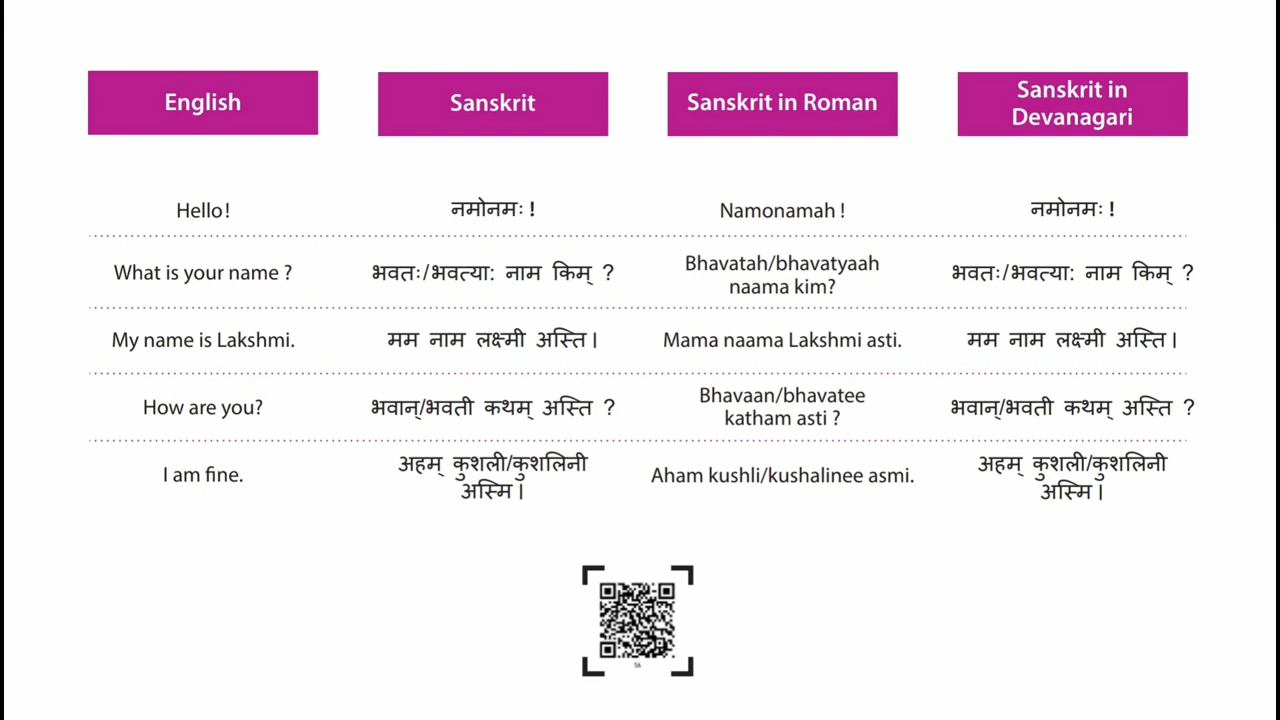 English Sanskrit Sanskrit in Roman Sanskrit in
Devanagari
Hello! नमोनमः ! Namonamah ! नमोनमः !
What is your name ? भवतः/भवत्या: नाम किम् ? Bhavatah/bhavatyaah
naama kim? भवतः/भवत्या: नाम किम् ?
My name is Lakshmi. मम नाम लक्ष्मी अस्ति। Mama naama Lakshmi asti. मम नाम लक्ष्मी अस्ति।
How are you? भवान्/भवती कथम् अस्ति ? Bhavaan/bhavatee
katham asti ? भवान्/भवती कथम् अस्ति ?
I am fine. अहम् कुशली/कुशलिनी
अस्मि। Aham kushli/kushalinee asmi. अहम् कुशली/कुशलिनी
अस्मि।
56